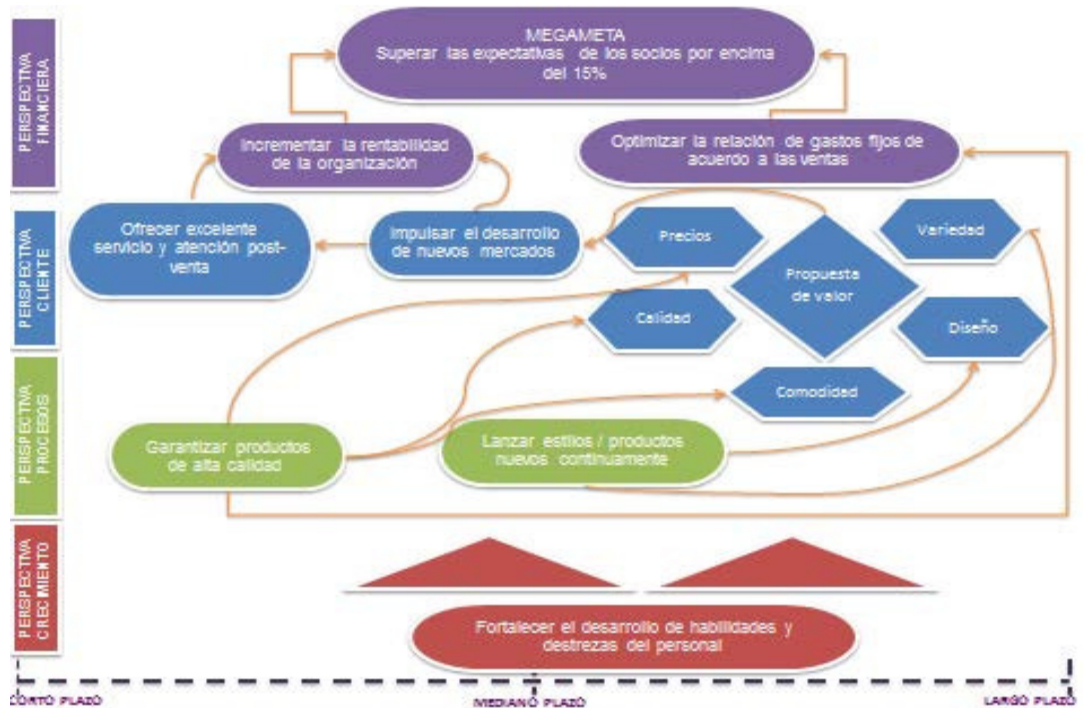 PERSPECTIVA
FINANCIERA
MEGAMETA
Superar las expectativas de los socios por encima
del 15%
Incrementar la rentabilidad
de la organización
Optimizar la relación de gastos fijos de
acuerdo a las ventas
PERSPECTIVA
CLIENTE
Ofrecer excelente
servicio y atención post-
venta
Impulsar el desarrollo
de nuevos mercados
Precios
Variedad
Propuesta
de valor
Calidad
Diseño
Comodidad
PERSPECTIVA
PROCESOS
Garantizar productos
de alta calidad
Lanzar estilos / productos
nuevos continuamente
PERSPECTIVA
CRECIMIENTO
Fortalecer el desarrollo de habilidades y
destrezas del personal
CORTO PLAZO
MEDIANO PLAZO
LARGO PLAZO